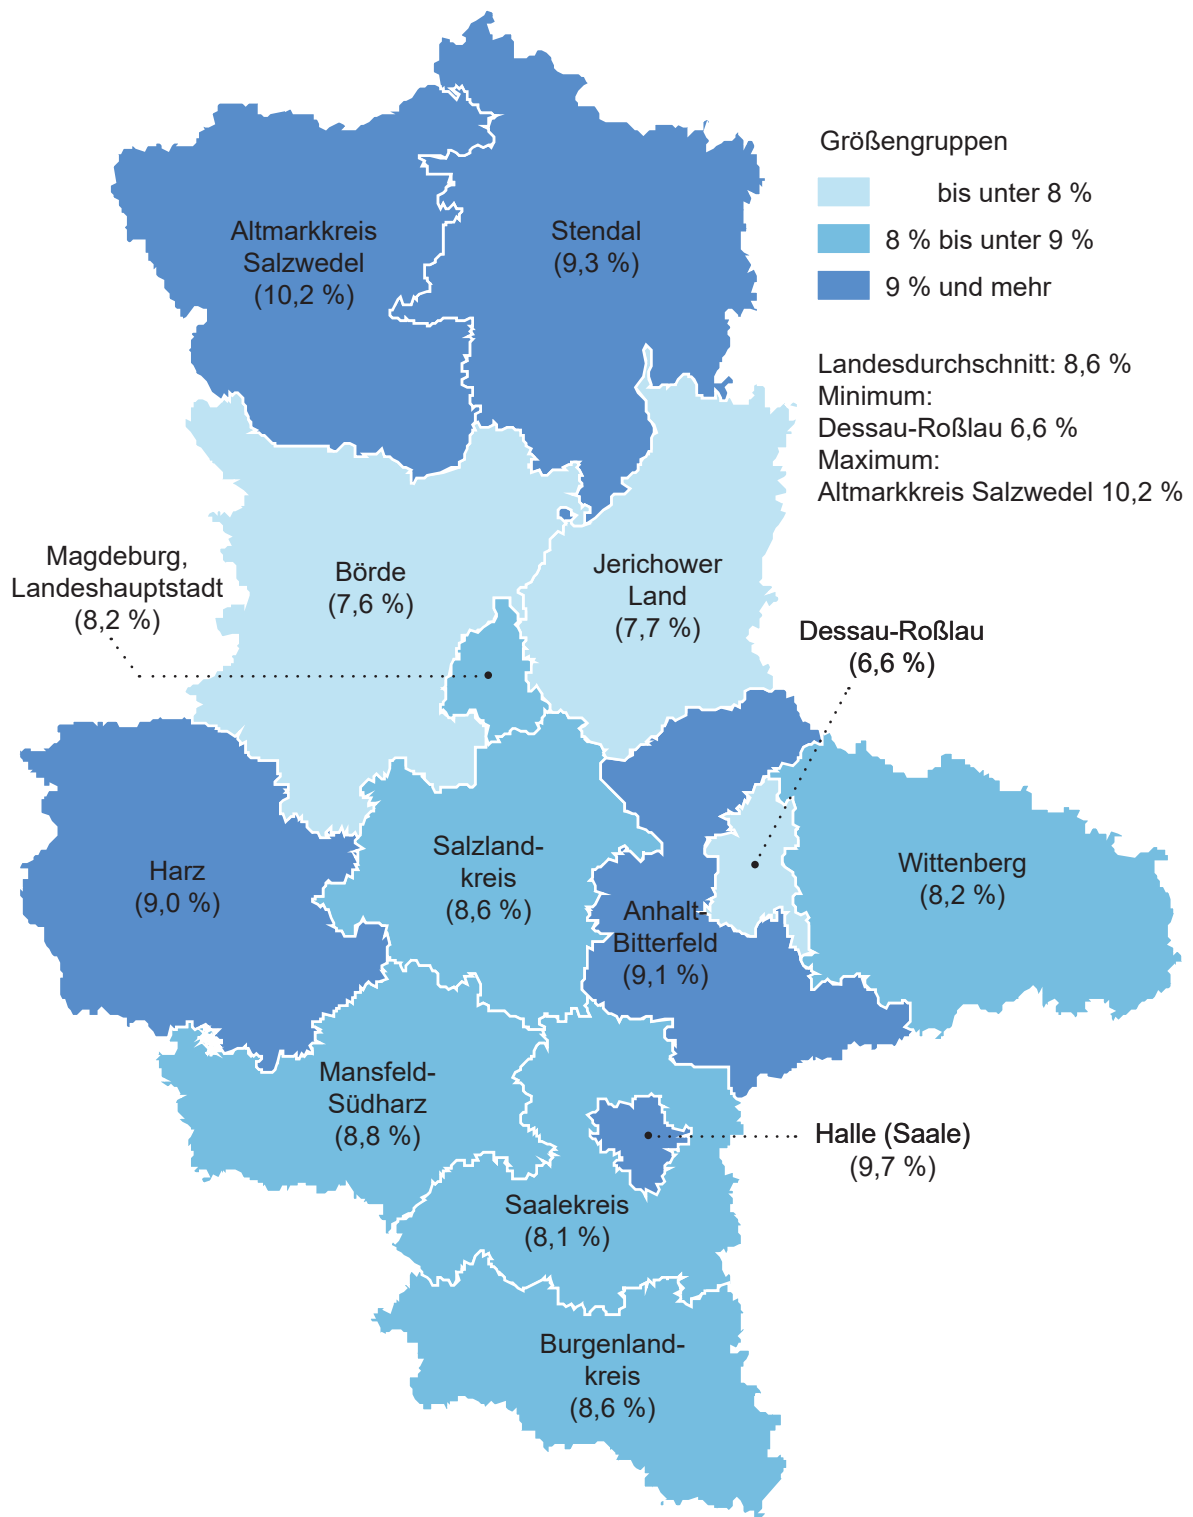 Größengruppen
bis unter 8 %
8 % bis unter 9 %
9 % und mehr
Landesdurchschnitt: 8,6 %
Minimum:
Dessau-Roßlau 6,6 %
Maximum:
Altmarkkreis Salzwedel 10,2 %
Altmarkkreis
Salzwedel
(10,2 %)
Stendal
(9,3 %)
Magdeburg,
Landeshauptstadt
(8,2 %)
Börde
(7,6 %)
Jerichower
Land
(7,7 %)
Dessau-Roßlau
(6,6 %)
Harz
(9,0 %)
Salzland-
kreis
(8,6 %)
Anhalt-
Bitterfeld
(9,1 %)
Wittenberg
(8,2 %)
Mansfeld-
Südharz
(8,8 %)
Halle (Saale)
(9,7 %)
Saalekreis
(8,1 %)
Burgenland-
kreis
(8,6 %)